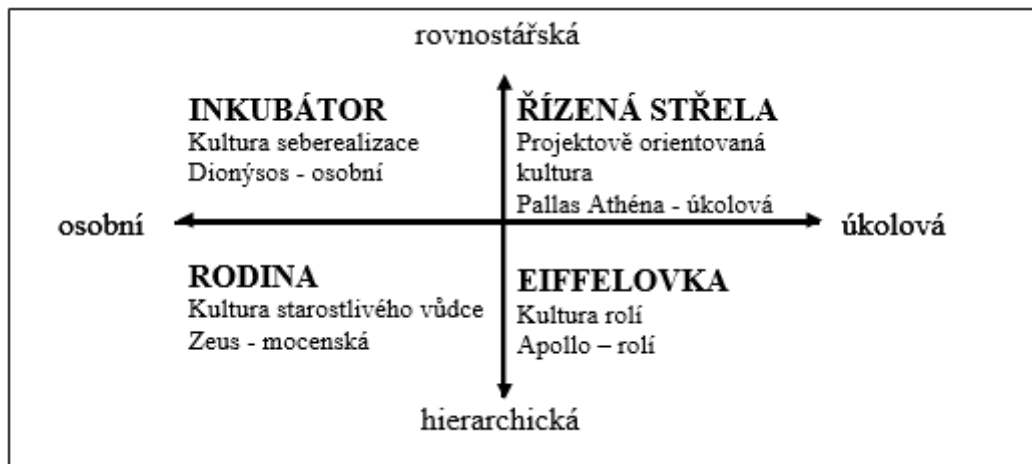 rovnostářská
INKUBÁTOR
Kultura seberealizace
Dionýsos - osobní
ŘÍZENÁ STŘELA
Projektově orientovaná
kultura
Pallas Athéna - úkolová
osobní
úkolová
RODINA
Kultura starostlivého vůdce
Zeus - mocenská
EIFFELOVKA
Kultura rolí
Apollo – rolí
hierarchická